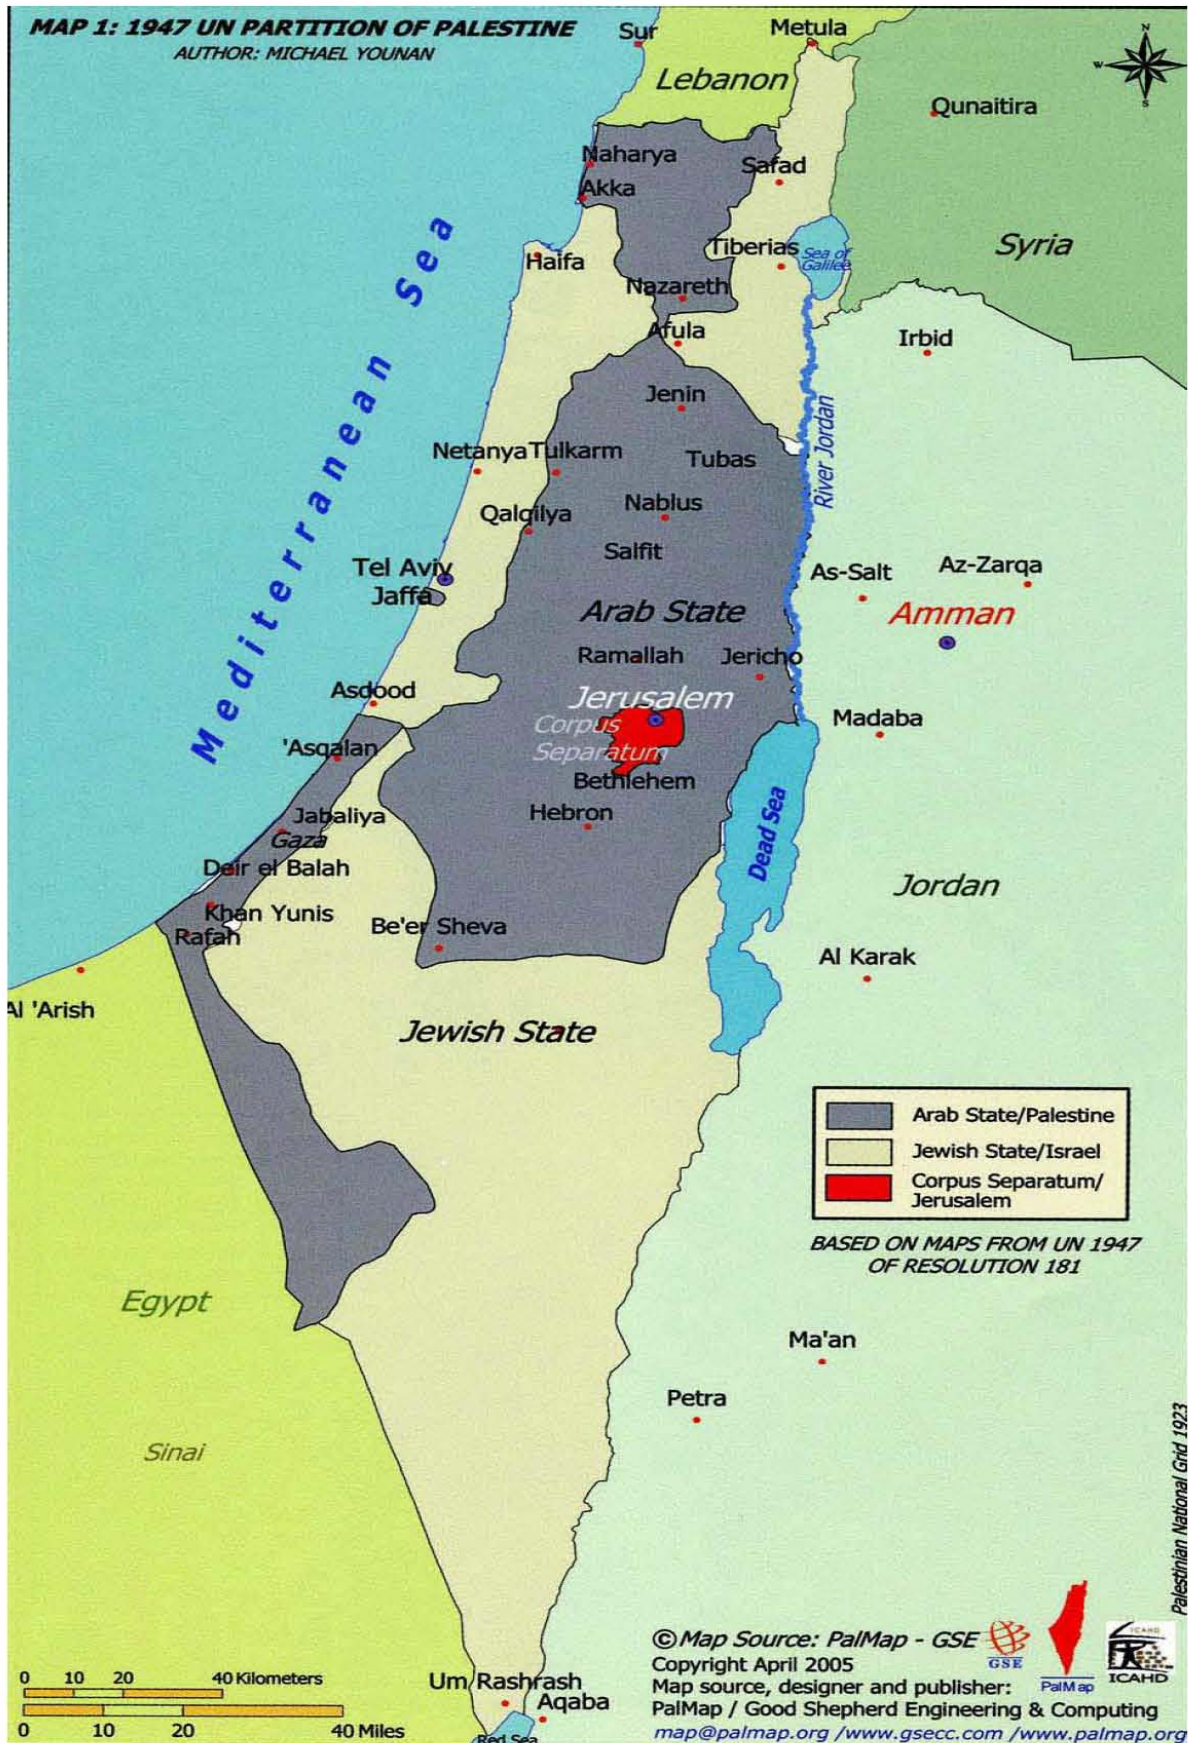 MAP 1: 1947 UN PARTITION OF PALESTINE
AUTHOR: MICHAEL YOUNAN
Sur
Metula
N
W
S
Lebanon
Qunaitira
Naharya
Safad
Akka
Mediterranean Sea
Tiberias
Sea of
Galilee
Syria
Haifa
Nazareth
Afula
Irbid
Jenin
River Jordan
Netanya
Tulkarm
Tubas
Qalqilya
Nablus
Salfit
Tel Aviv
Jaffa
As-Salt
Az-Zarqa
Arab State
Amman
Ramallah
Jericho
Asdood
Jerusalem
Corpus
Separatum
Madaba
'Asqalan
Bethlehem
Jabaliya
Hebron
Gaza
Dead Sea
Deir el Balah
Jordan
Khan Yunis
Rafah
Be'er Sheva
Al Karak
Al 'Arish
Jewish State
Arab State/Palestine
Jewish State/Israel
Corpus Separatum/
Jerusalem
BASED ON MAPS FROM UN 1947
OF RESOLUTION 181
Egypt
Ma'an
Petra
Sinai
Palestinian National Grid 1923
0 10 20 40 Kilometers
0 10 20 40 Miles
Um Rashrash
Aqaba
Red Sea
© Map Source: PalMap - GSE
Copyright April 2005
Map source, designer and publisher:
PalMap / Good Shepherd Engineering & Computing
map@palmap.org /www.gsecc.com /www.palmap.org
GSE
PalMap
ICAHD
ICAHD